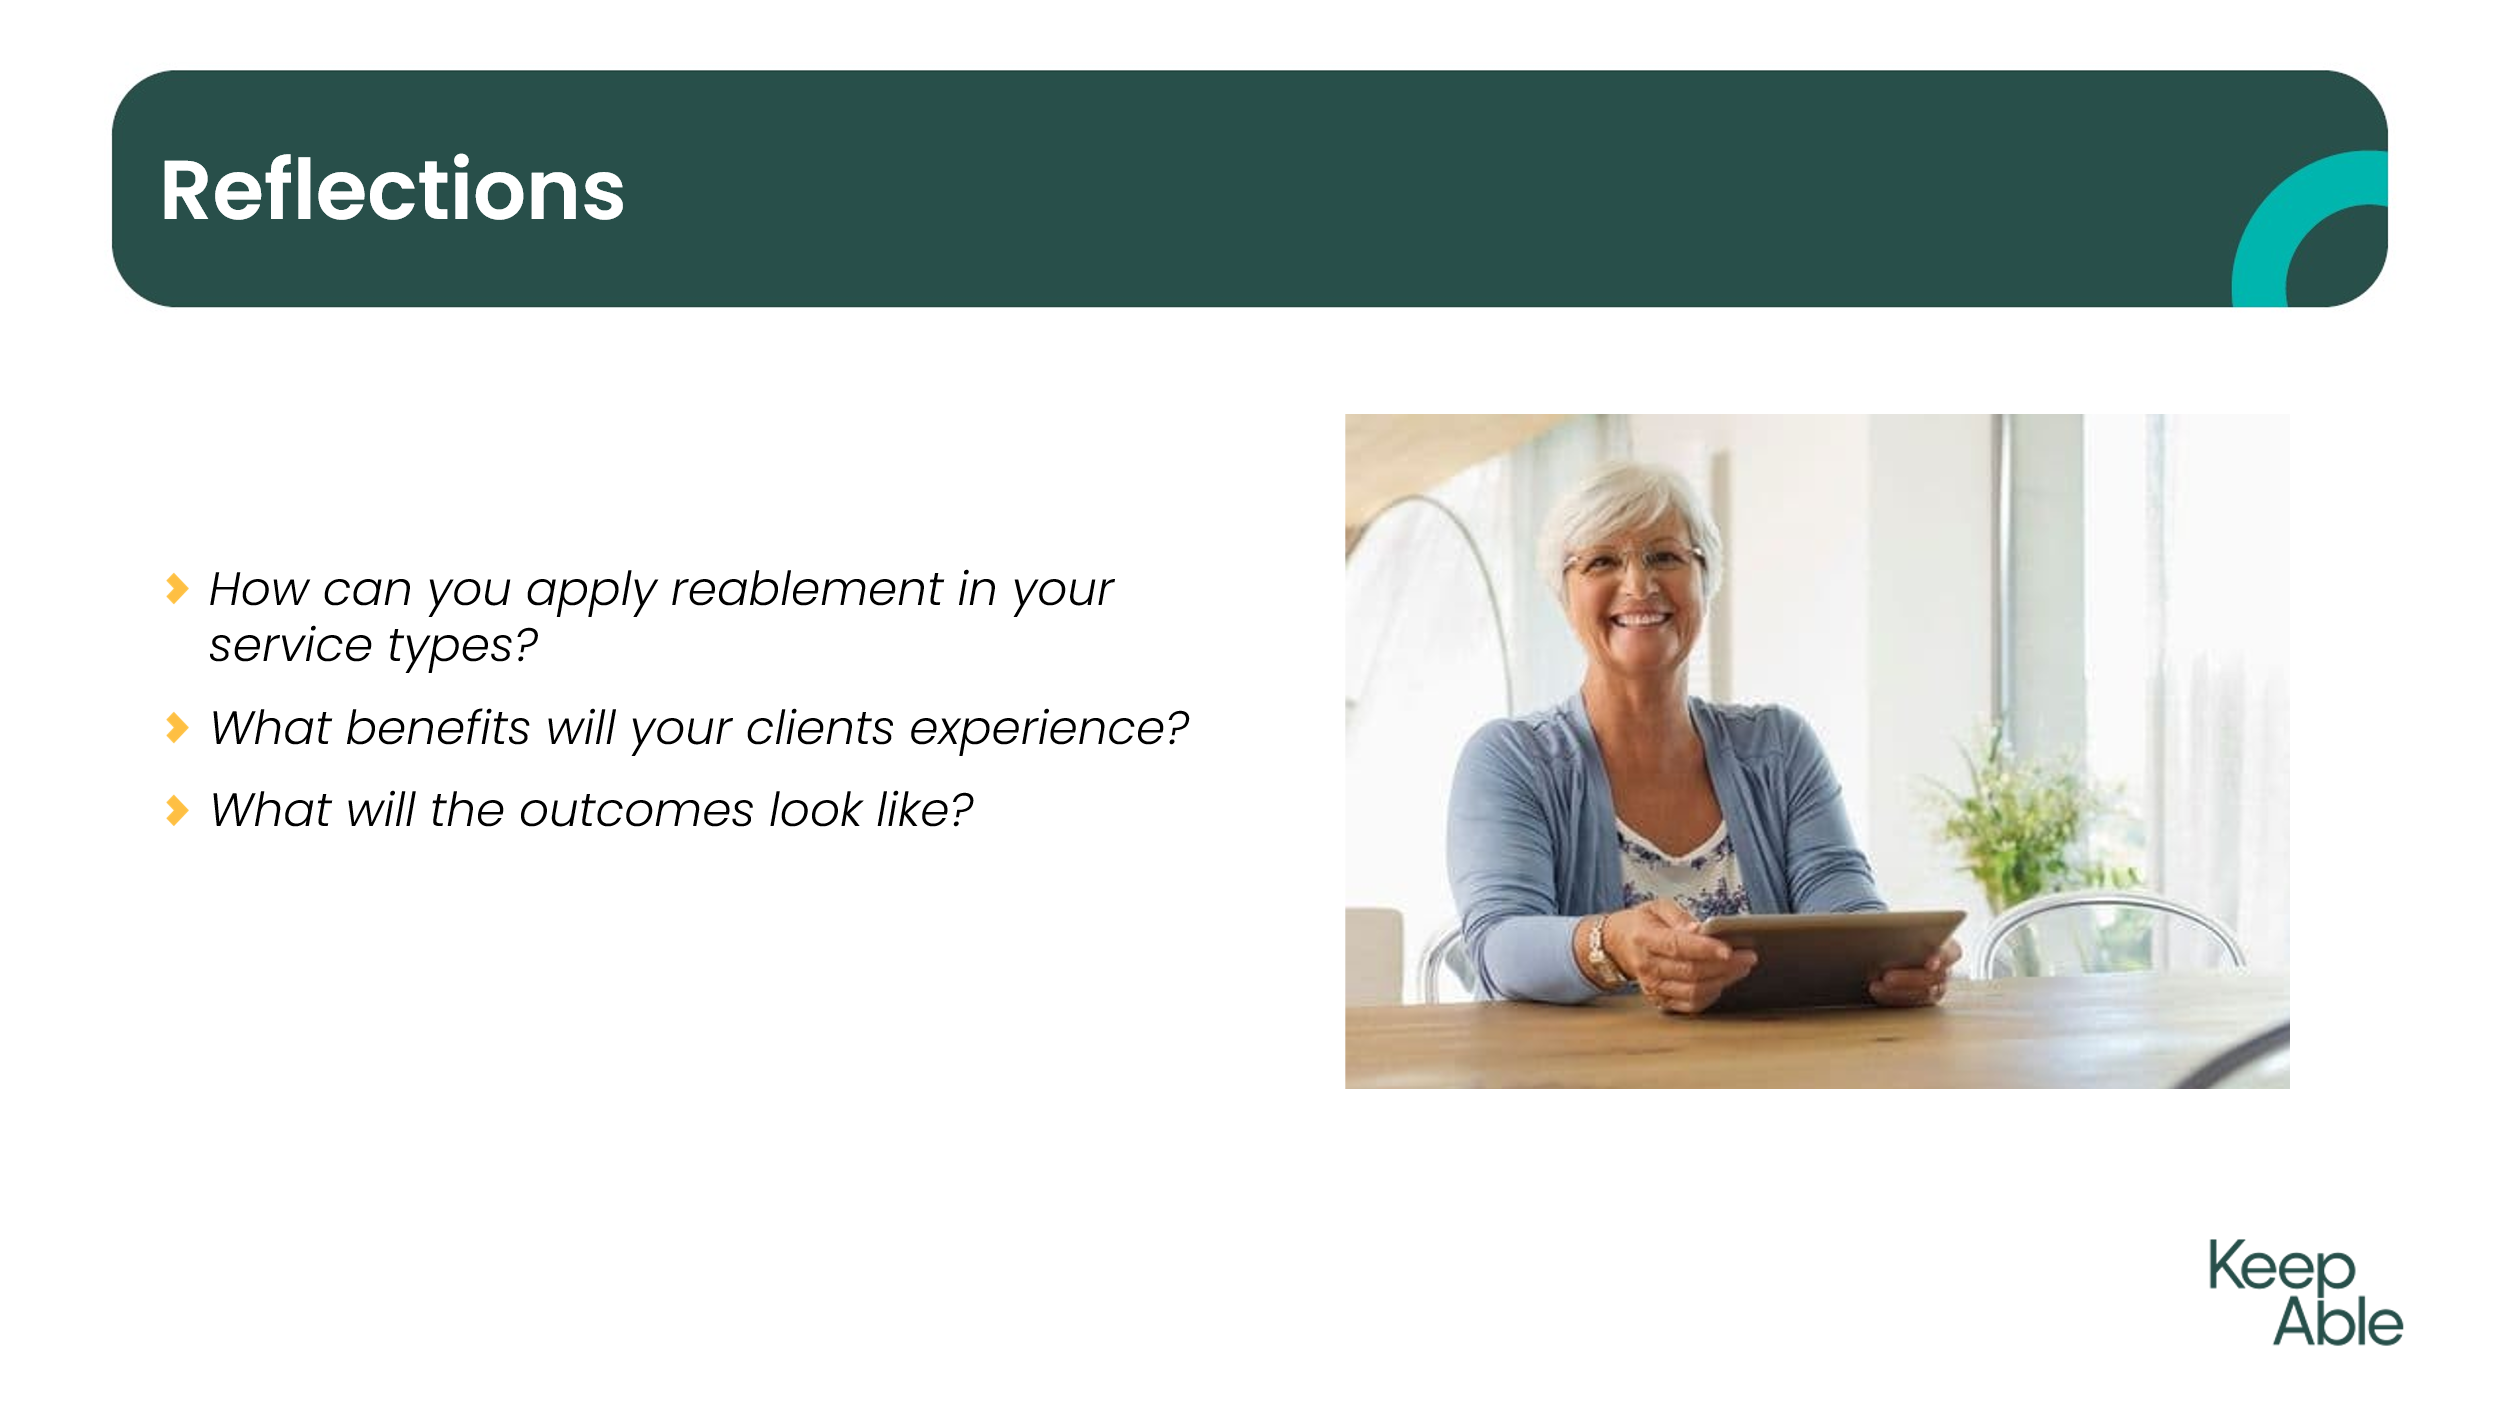 Reflections
How can you apply reablement in your
service types?
What benefits will your clients experience?
What will the outcomes look like?
Keep
Able